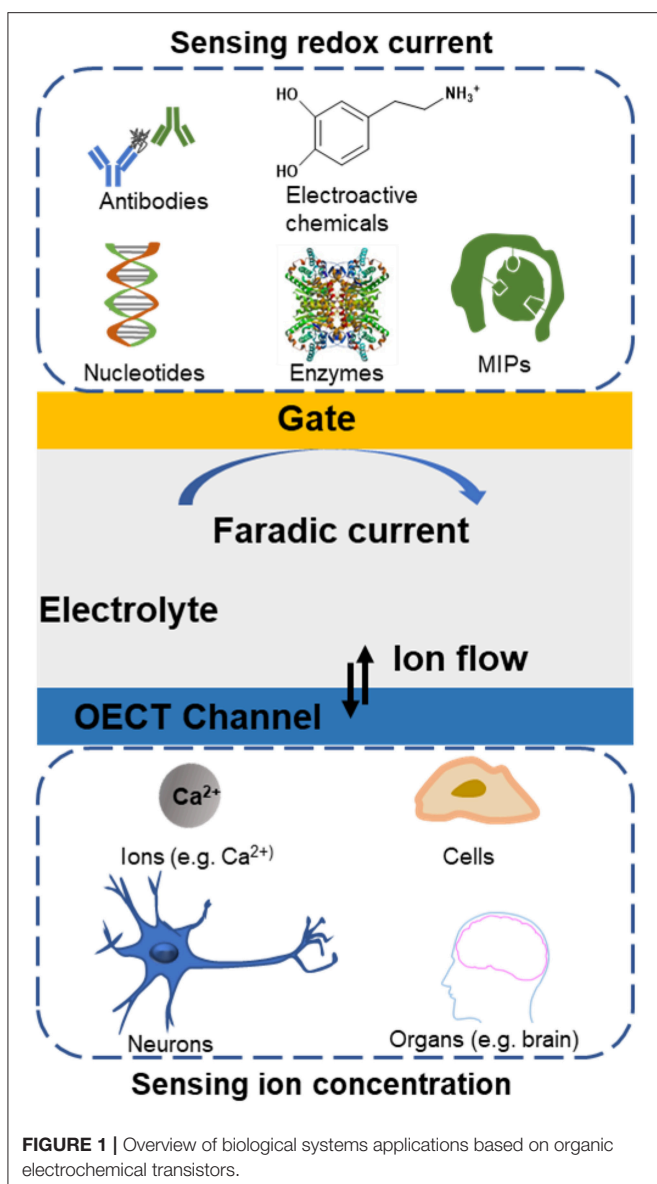 Sensing redox current
HO
NH₃⁺
HO
Antibodies
Electroactive
chemicals
Nucleotides
Enzymes
MIPs
Gate
Faradic current
Electrolyte
Ion flow
OECT Channel
Ca²⁺
Ions (e.g. Ca²⁺)
Cells
Neurons
Organs (e.g. brain)
Sensing ion concentration
FIGURE 1 | Overview of biological systems applications based on organic
electrochemical transistors.